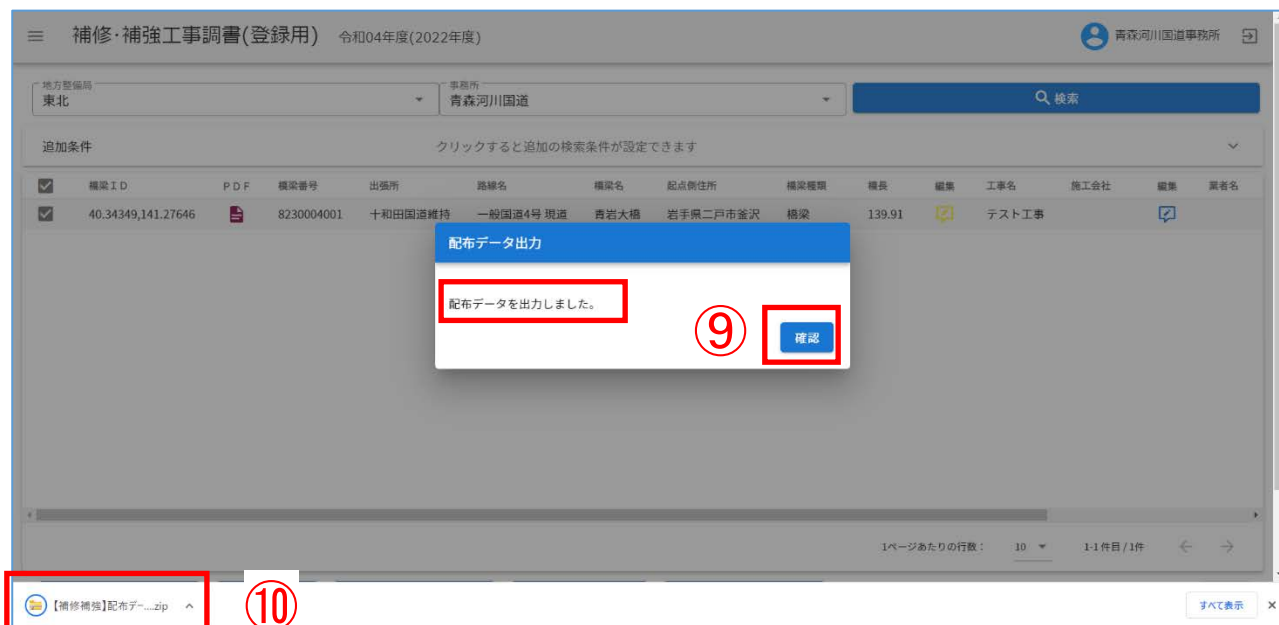 補修・補強工事調書(登録用) 令和04年度(2022年度) 青森河川国道事務所
地方整備局 事務所
東北 青森河川国道 検索
追加条件 クリックすると追加の検索条件が設定できます
橋梁ID PDF 橋梁番号 出張所 路線名 橋梁名 起点側住所 橋梁種類 橋長 編集 工事名 施工会社 編集 業者名
40.34349,141.27646 8230004001 十和田国道維持 一般国道4号 現道 青岩大橋 岩手県二戸市釜沢 橋梁 139.91 テスト工事
配布データ出力
配布データを出力しました。
⑨ 確認
1ページあたりの行数: 10 1-1 件目 / 1件
【補修補強】配布デー....zip ⑩ すべて表示